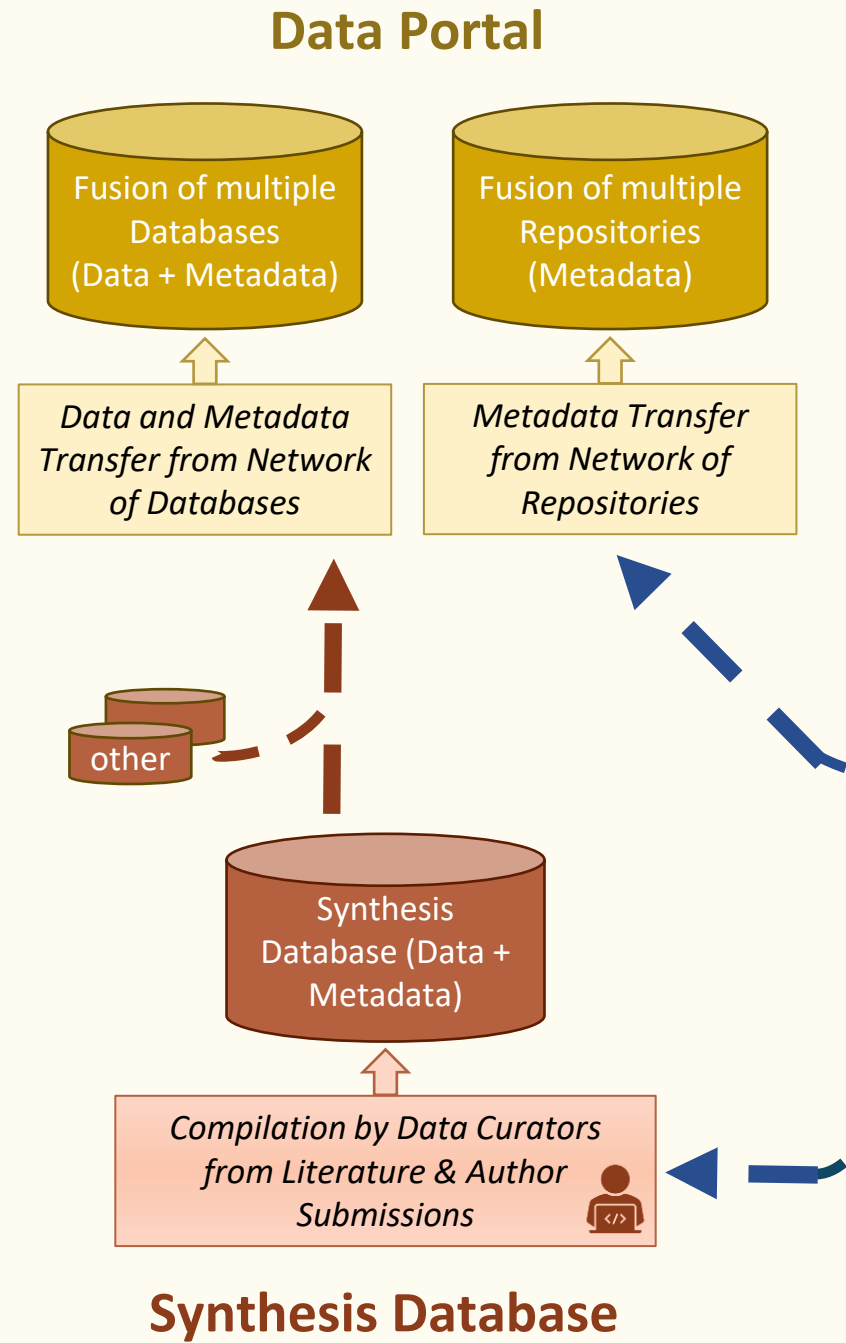 Data Portal
Fusion of multiple
Databases
(Data + Metadata)
Fusion of multiple
Repositories
(Metadata)
Data and Metadata
Transfer from Network
of Databases
Metadata Transfer
from Network of
Repositories
other
Synthesis
Database (Data +
Metadata)
Compilation by Data Curators
from Literature & Author
Submissions
</>
Synthesis Database